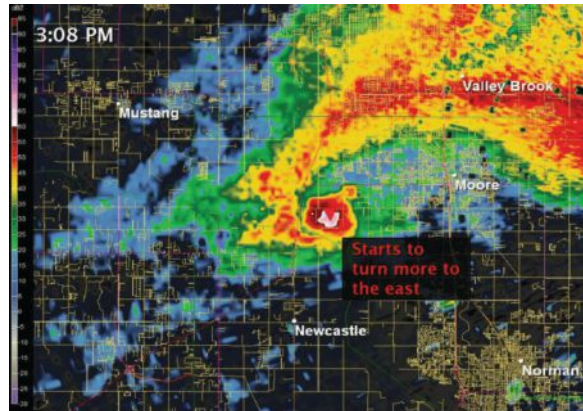 3:08 PM
Valley Brook
Mustang
Moore
Starts to
turn more to
the east
Newcastle
Norman